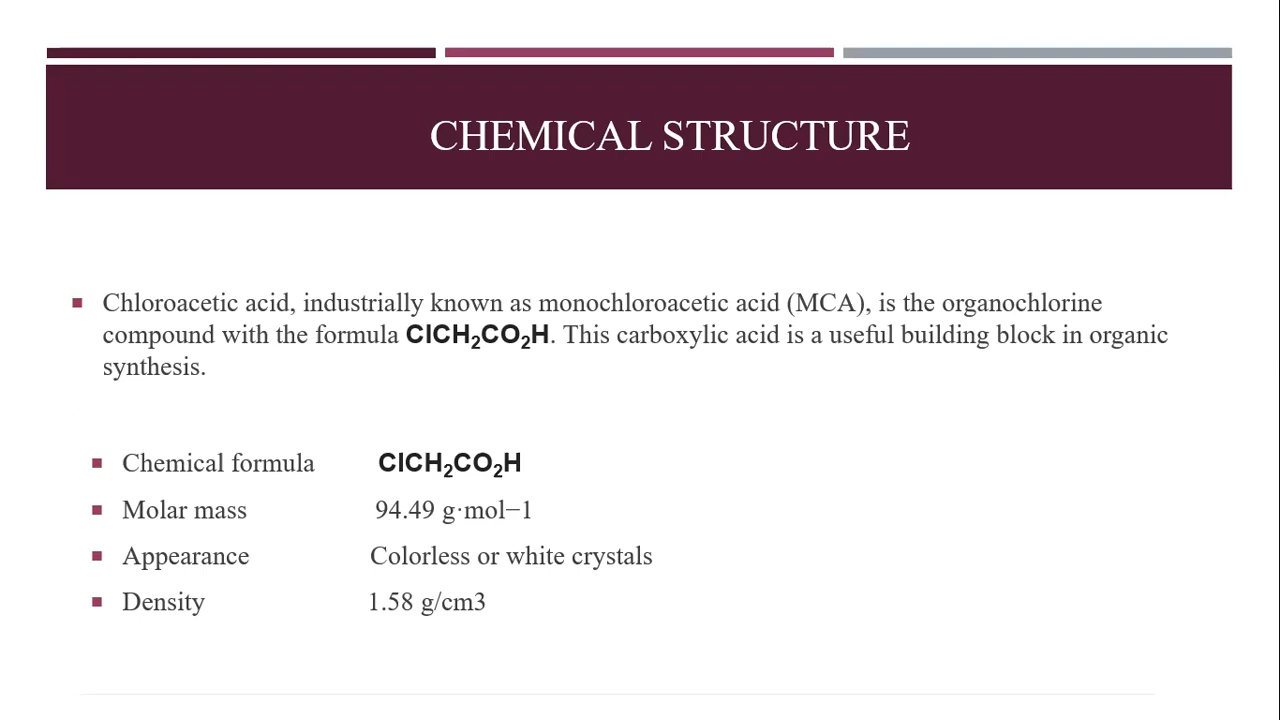 CHEMICAL STRUCTURE
Chloroacetic acid, industrially known as monochloroacetic acid (MCA), is the organochlorine
compound with the formula ClCH₂CO₂H. This carboxylic acid is a useful building block in organic
synthesis.
Chemical formula ClCH₂CO₂H
Molar mass 94.49 g·mol−1
Appearance Colorless or white crystals
Density 1.58 g/cm3